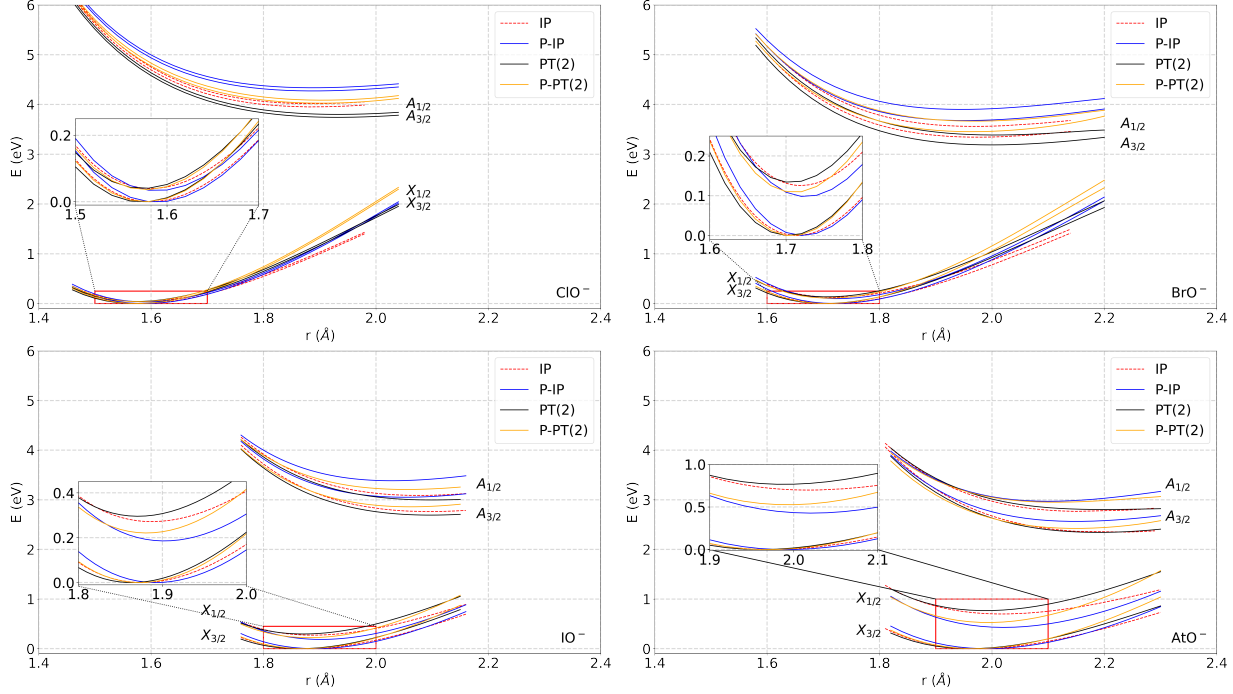 6
5
4
3
2
1
0
E (eV)
IP
P-IP
PT(2)
P-PT(2)
A1/2
A3/2
X1/2
X3/2
0.2
0.0
1.5
1.6
1.7
ClO−
1.4 1.6 1.8 2.0 2.2 2.4
r (Å)
6
5
4
3
2
1
0
E (eV)
IP
P-IP
PT(2)
P-PT(2)
A1/2
A3/2
0.2
0.1
0.0
1.6 1.7 1.8
X1/2
X3/2
BrO−
1.4 1.6 1.8 2.0 2.2 2.4
r (Å)
6
5
4
3
2
1
0
E (eV)
IP
P-IP
PT(2)
P-PT(2)
A1/2
A3/2
0.4
0.2
0.0
1.8 1.9 2.0
X1/2
X3/2
IO−
1.4 1.6 1.8 2.0 2.2 2.4
r (Å)
6
5
4
3
2
1
0
E (eV)
IP
P-IP
PT(2)
P-PT(2)
1.0
0.5
0.0
1.9 2.0 2.1
A1/2
A3/2
X1/2
X3/2
AtO−
1.4 1.6 1.8 2.0 2.2 2.4
r (Å)